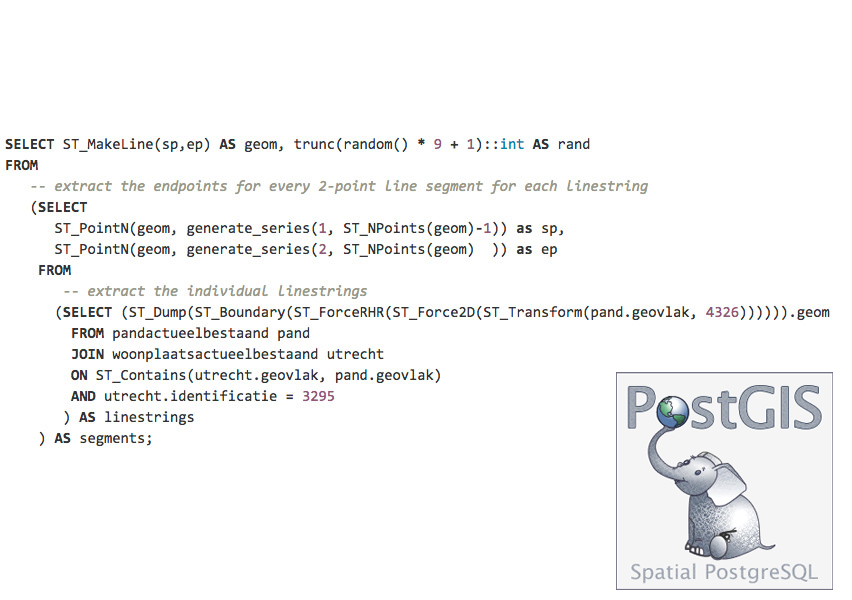 SELECT ST_MakeLine(sp,ep) AS geom, trunc(random() * 9 + 1)::int AS rand
FROM
-- extract the endpoints for every 2-point line segment for each linestring
(SELECT
ST_PointN(geom, generate_series(1, ST_NPoints(geom)-1)) as sp,
ST_PointN(geom, generate_series(2, ST_NPoints(geom)  )) as ep
FROM
-- extract the individual linestrings
(SELECT (ST_Dump(ST_Boundary(ST_ForceRHR(ST_Force2D(ST_Transform(pand.geovlak, 4326)))))).geom
FROM pandactueelbestaand pand
JOIN woonplaatsactueelbestaand utrecht
ON ST_Contains(utrecht.geovlak, pand.geovlak)
AND utrecht.identificatie = 3295
) AS linestrings
) AS segments;
PostGIS
Spatial PostgreSQL